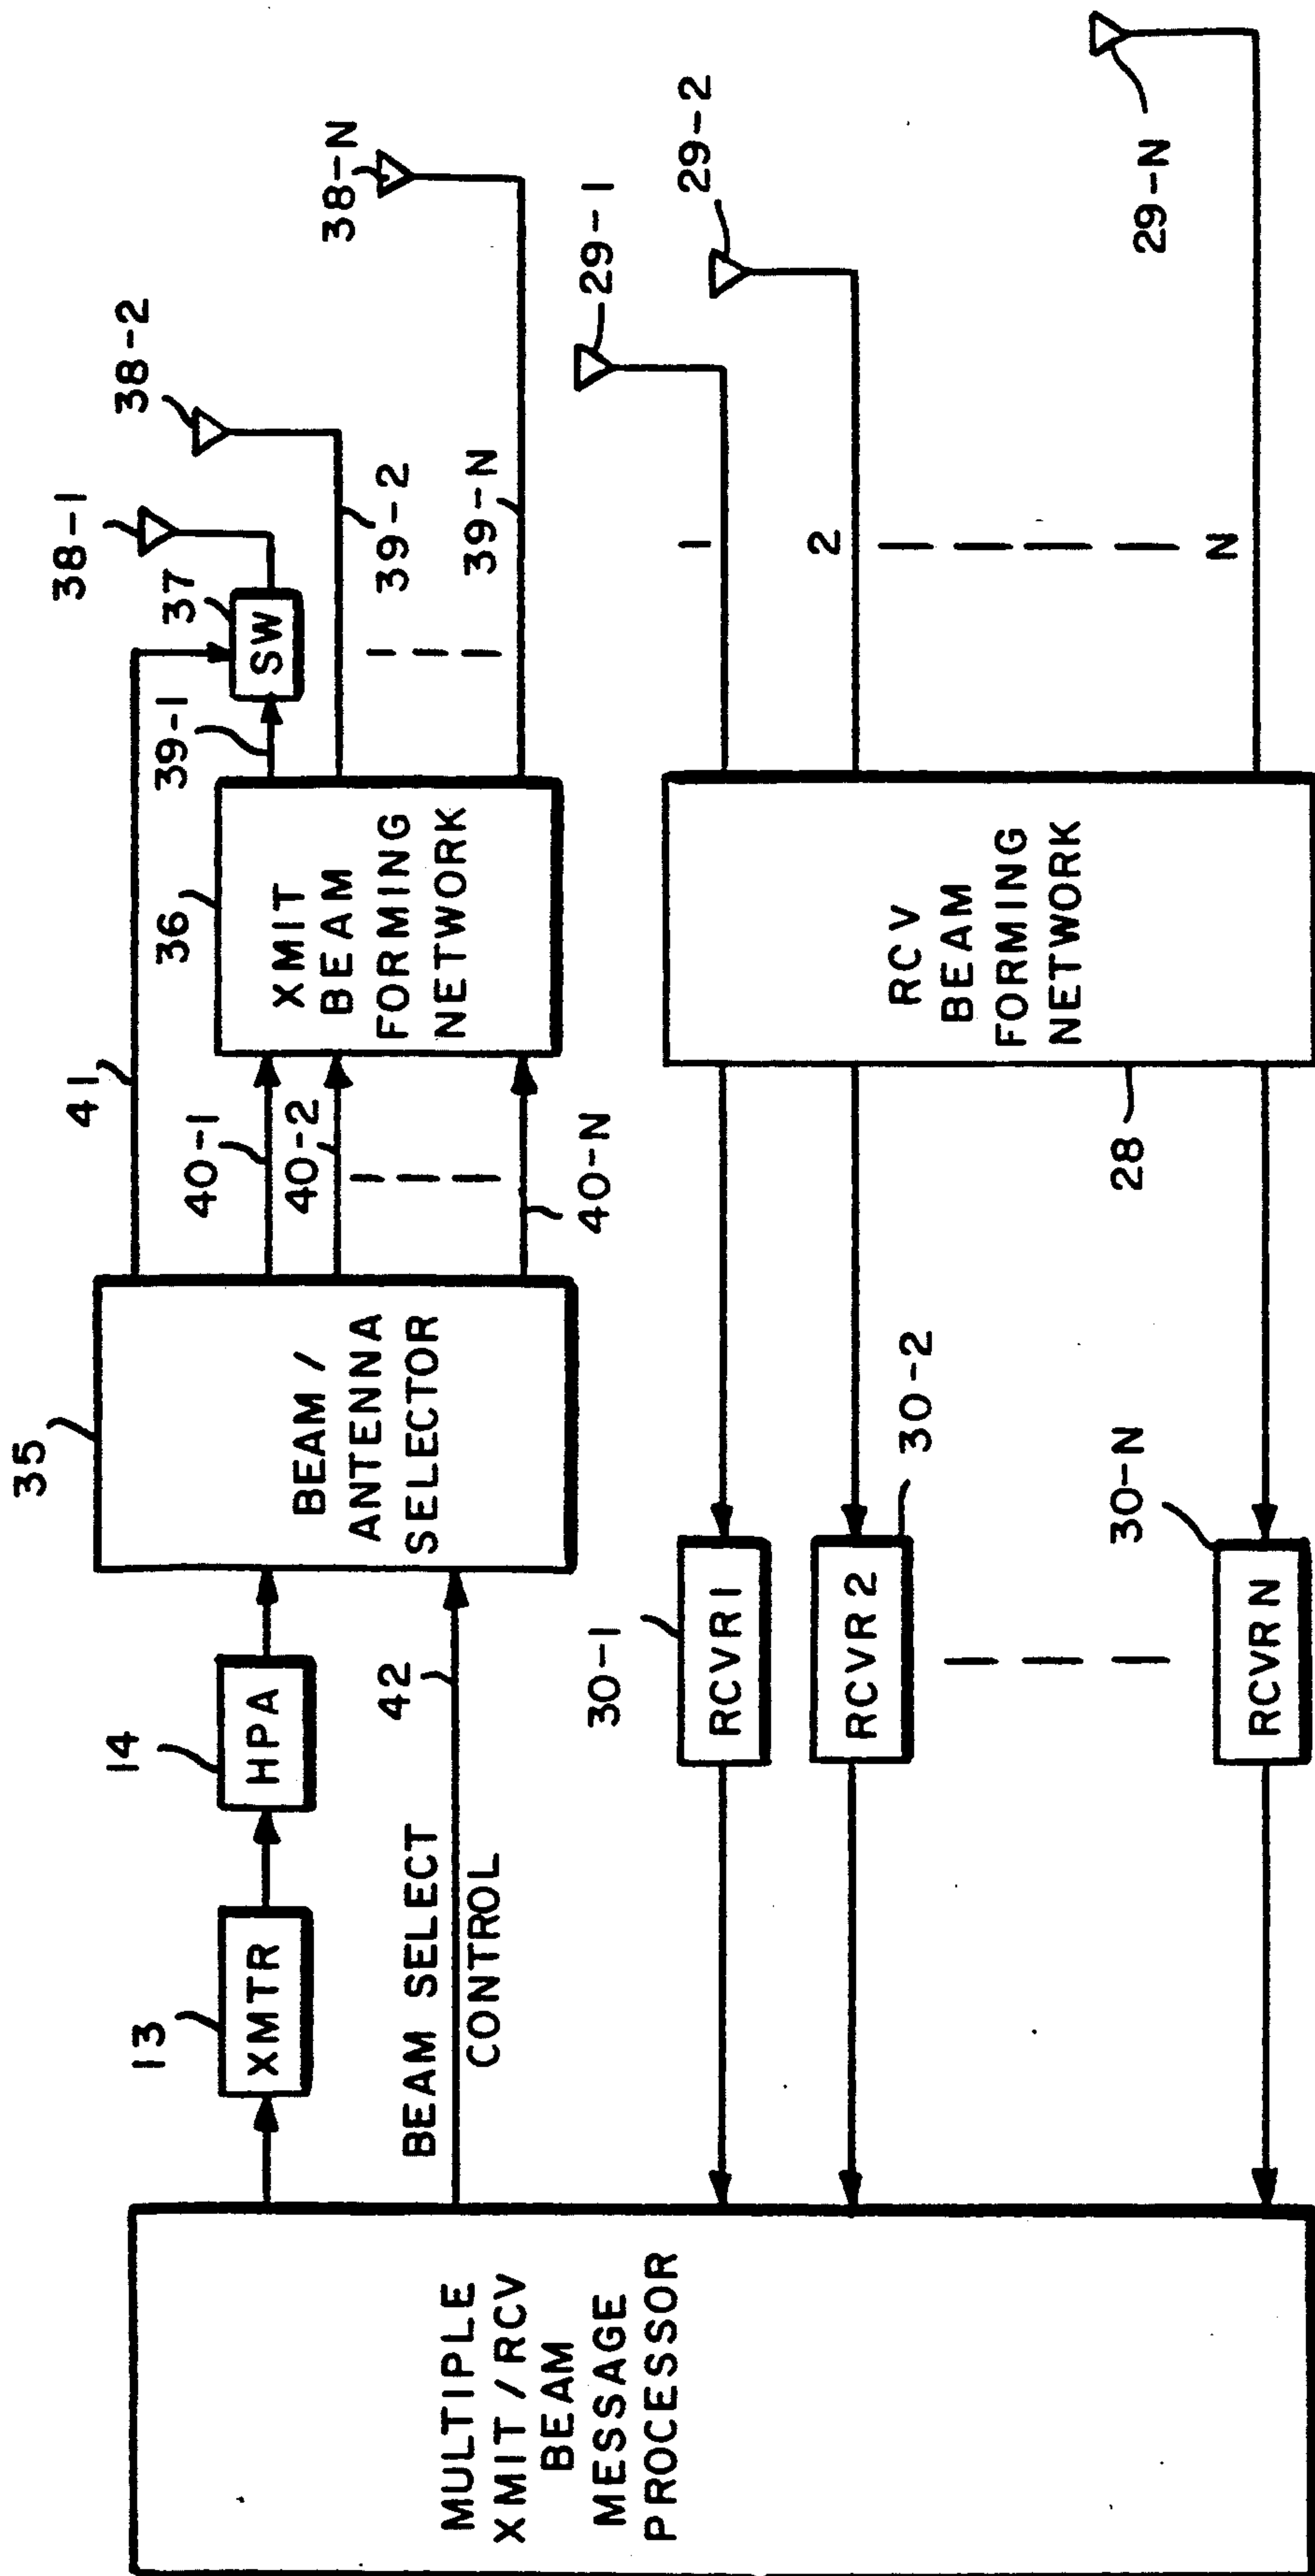 MULTIPLE
XMIT/RCV
BEAM
MESSAGE
PROCESSOR
13
XMTR
14
HPA
BEAM SELECT
CONTROL
42
35
BEAM/
ANTENNA
SELECTOR
41
40-1
40-2
40-N
36
XMIT
BEAM
FORMING
NETWORK
39-1
37
SW
38-1
38-2
39-2
38-N
39-N
30-1
RCVR 1
30-2
RCVR 2
30-N
RCVR N
28
RCV
BEAM
FORMING
NETWORK
1
2
N
29-1
29-2
29-N